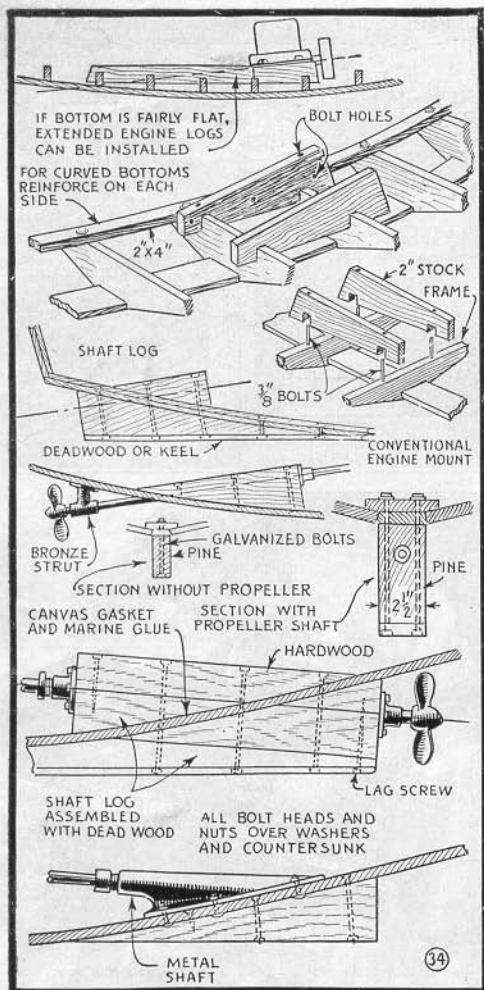 IF BOTTOM IS FAIRLY FLAT,
EXTENDED ENGINE LOGS
CAN BE INSTALLED
BOLT HOLES
FOR CURVED BOTTOMS
REINFORCE ON EACH
SIDE
2"X4"
2" STOCK
FRAME
SHAFT LOG
3/8 BOLTS
DEADWOOD OR KEEL
CONVENTIONAL
ENGINE MOUNT
BRONZE
STRUT
GALVANIZED BOLTS
PINE
SECTION WITHOUT PROPELLER
SECTION WITH
PROPELLER SHAFT
PINE
2 1/2"
CANVAS GASKET
AND MARINE GLUE
HARDWOOD
LAG SCREW
SHAFT LOG
ASSEMBLED
WITH DEAD WOOD
ALL BOLT HEADS AND
NUTS OVER WASHERS
AND COUNTERSUNK
METAL
SHAFT
34